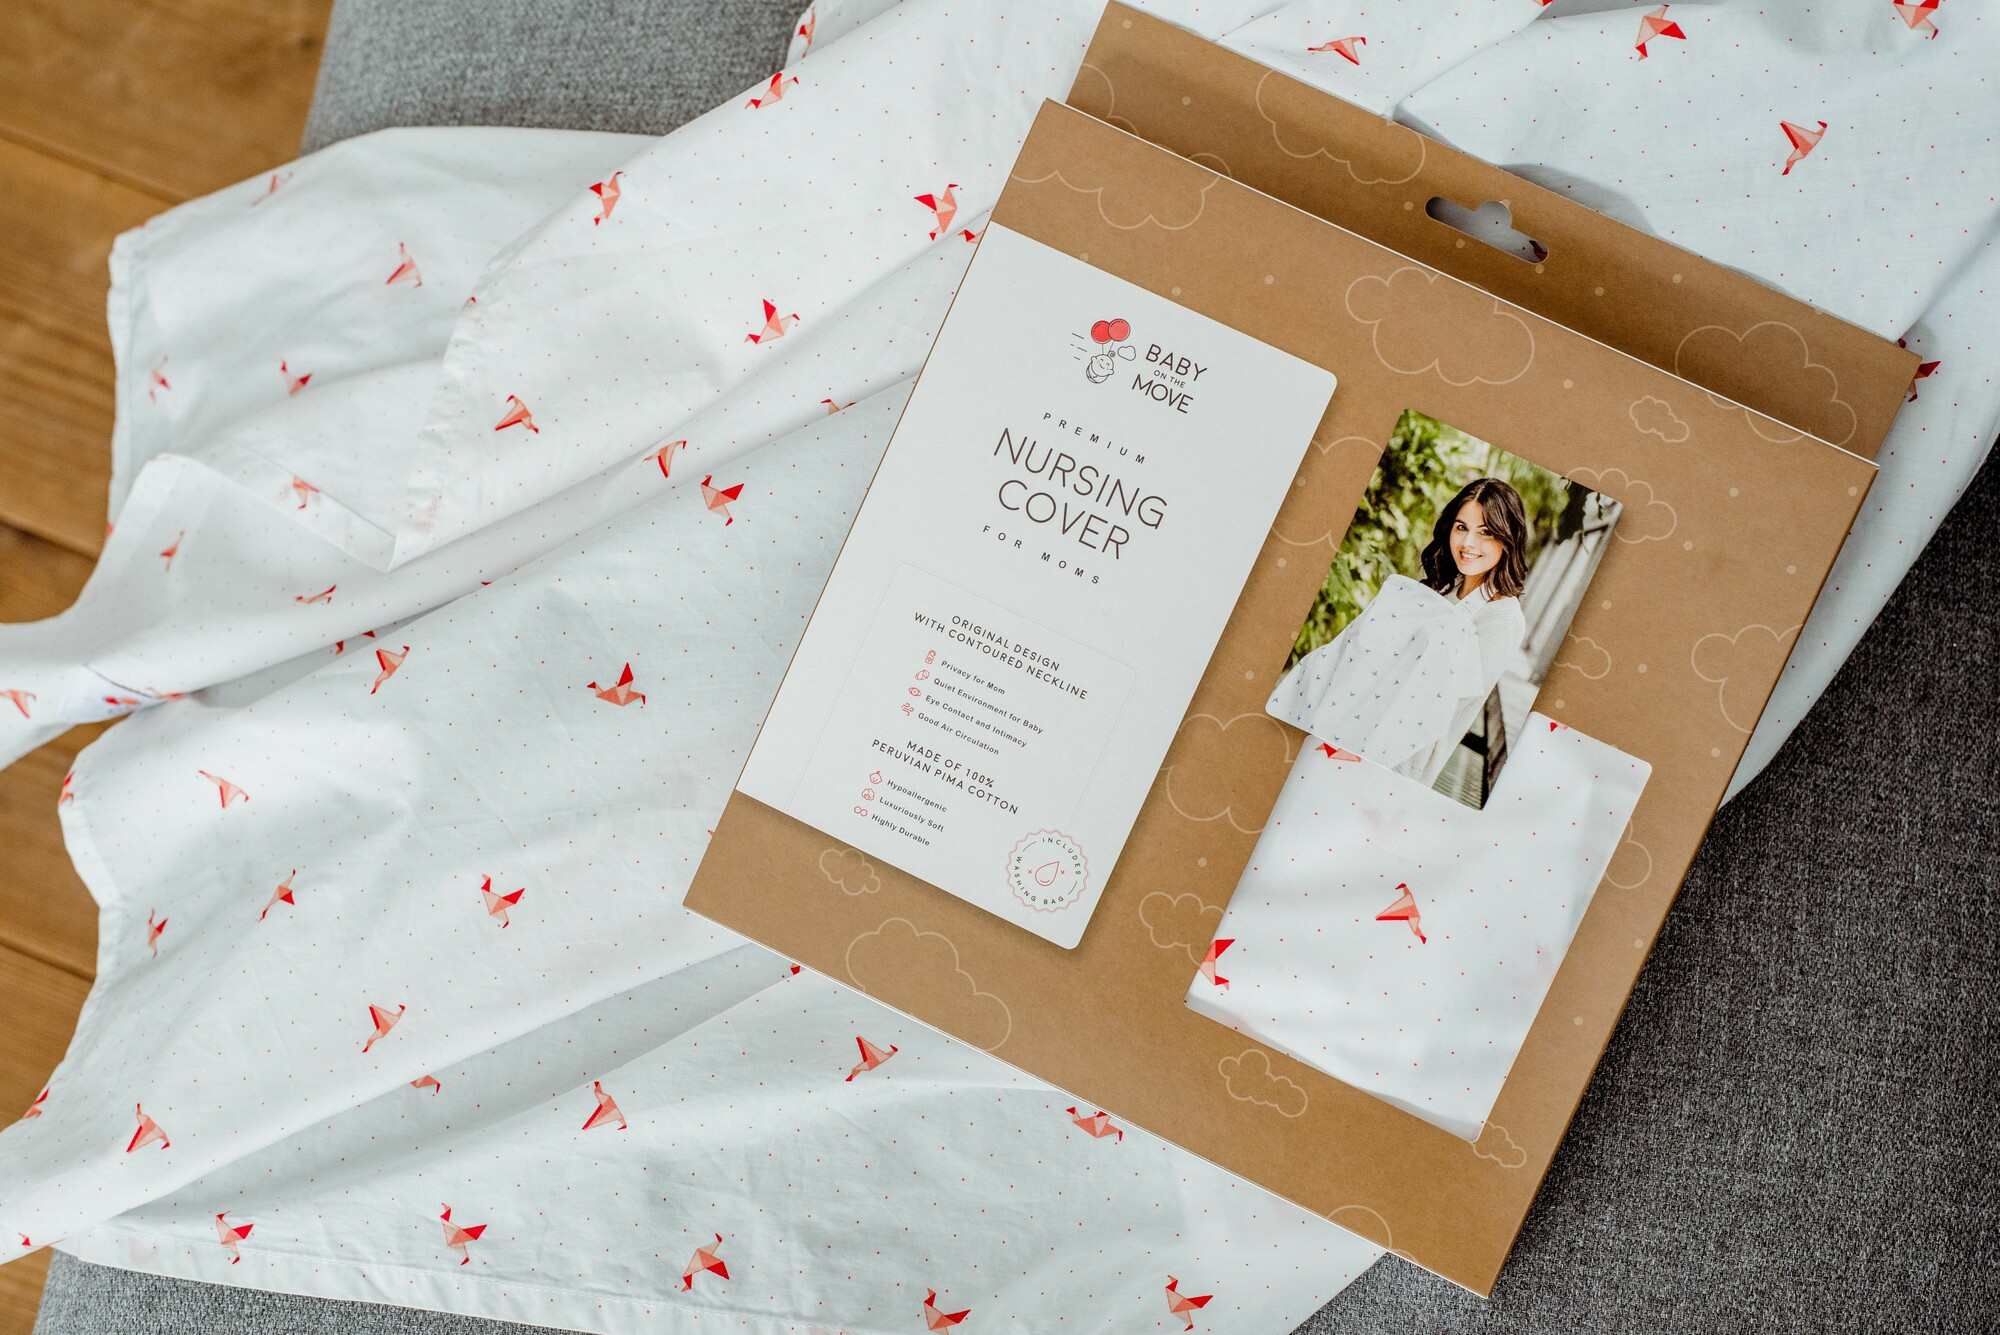 BABY
ON THE
MOVE
PREMIUM
NURSING
COVER
FOR MOMS
ORIGINAL DESIGN
WITH CONTOURED NECKLINE
Privacy for Mom
Quiet Environment for Baby
Eye Contact and Intimacy
Good Air Circulation
MADE OF 100%
PERUVIAN PIMA COTTON
Hypoallergenic
Luxuriously Soft
Highly Durable
INCLUDES
WASHING BAG